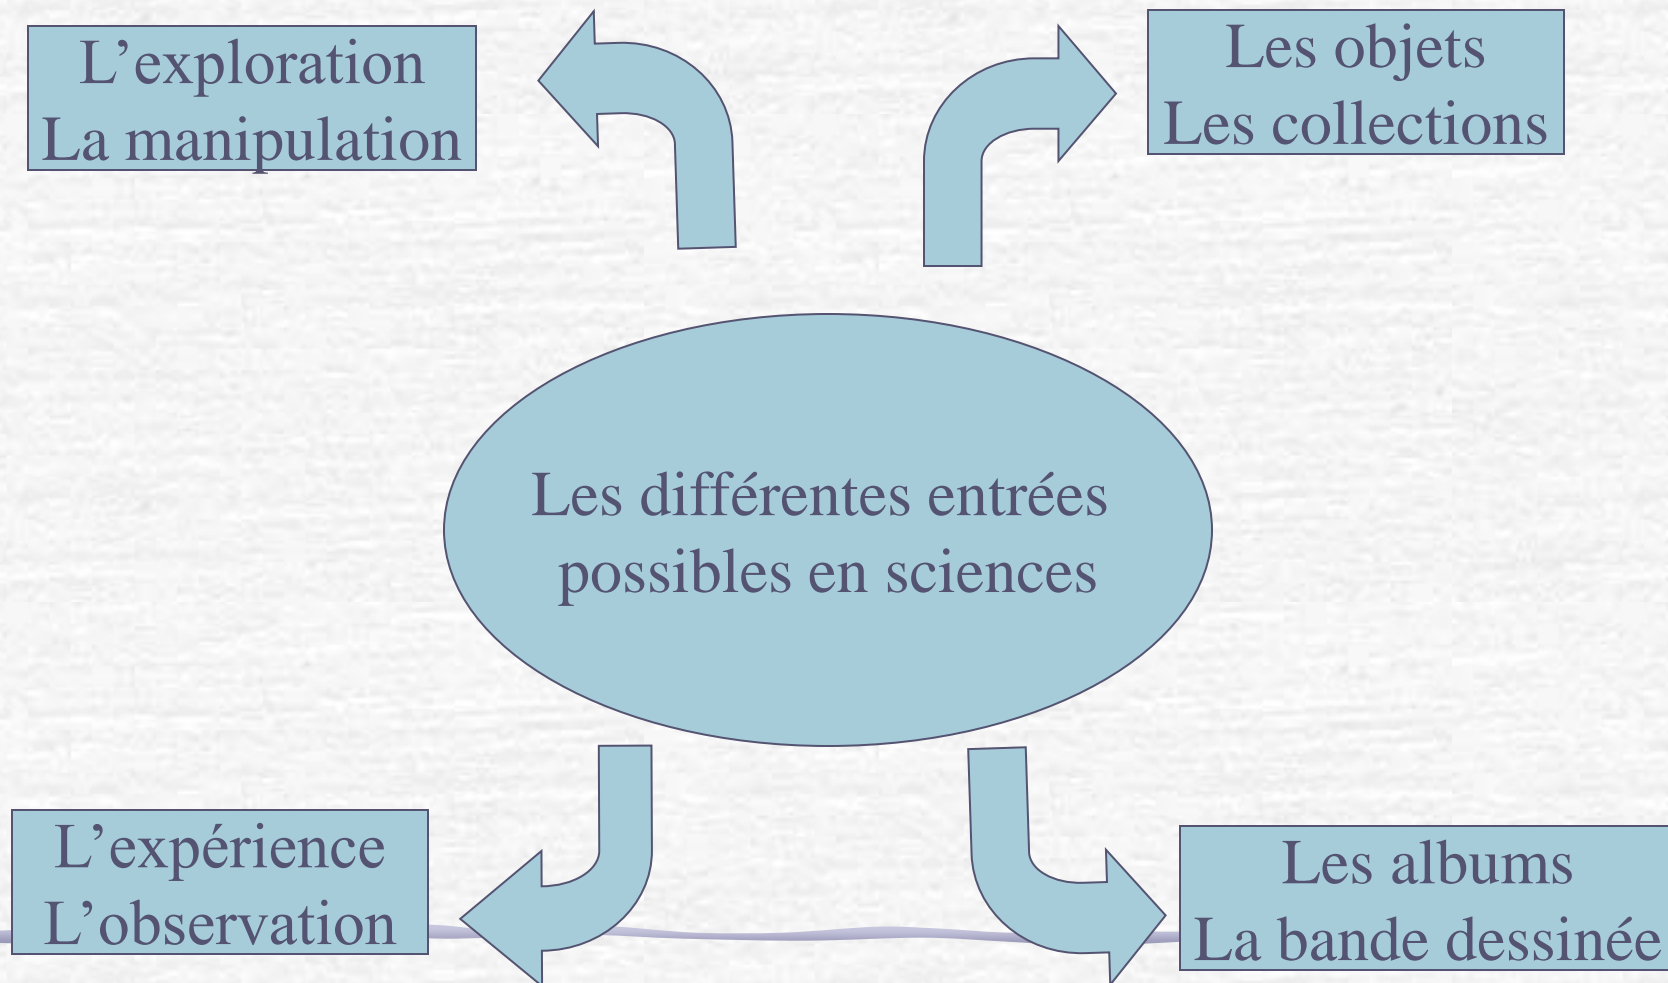 L’exploration
La manipulation
Les objets
Les collections
Les différentes entrées
possibles en sciences
L’expérience
L’observation
Les albums
La bande dessinée